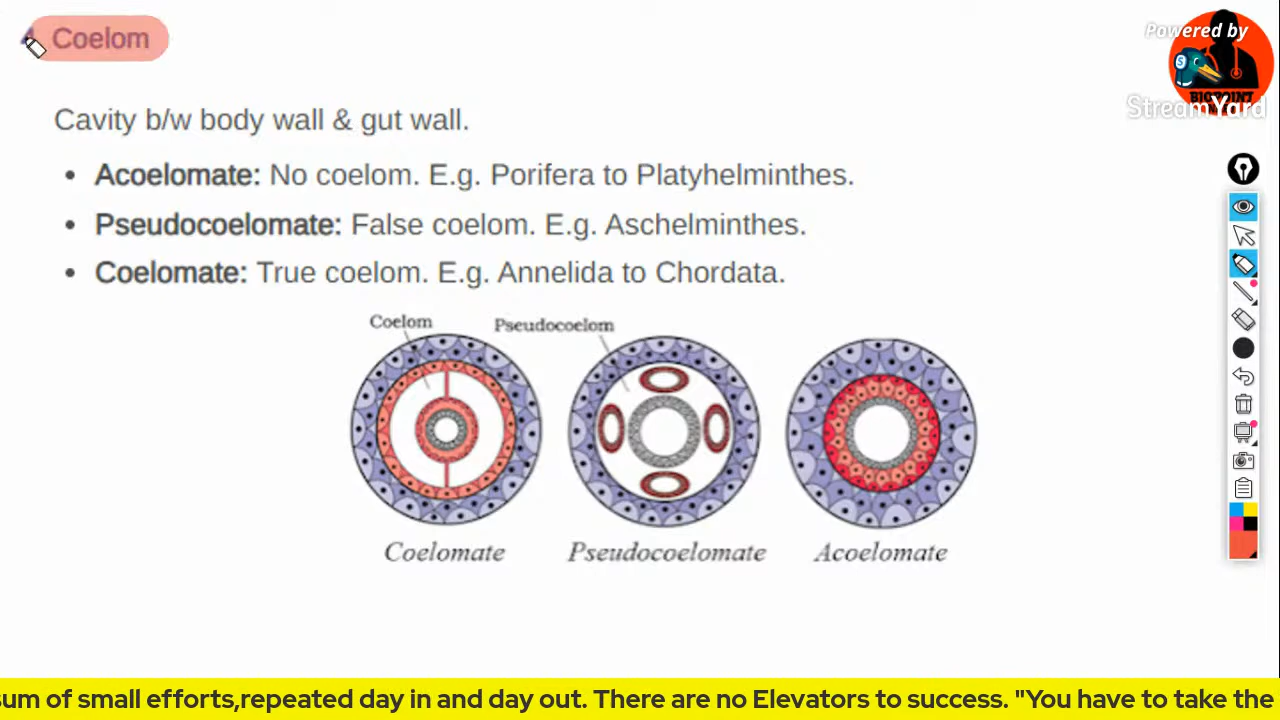 4. Coelom
Powered by
BIOPOINT
StreamYard
Cavity b/w body wall & gut wall.
• Acoelomate: No coelom. E.g. Porifera to Platyhelminthes.
• Pseudocoelomate: False coelom. E.g. Aschelminthes.
• Coelomate: True coelom. E.g. Annelida to Chordata.
Coelom
Pseudocoelom
Coelomate
Pseudocoelomate
Acoelomate
sum of small efforts,repeated day in and day out. There are no Elevators to success. "You have to take the